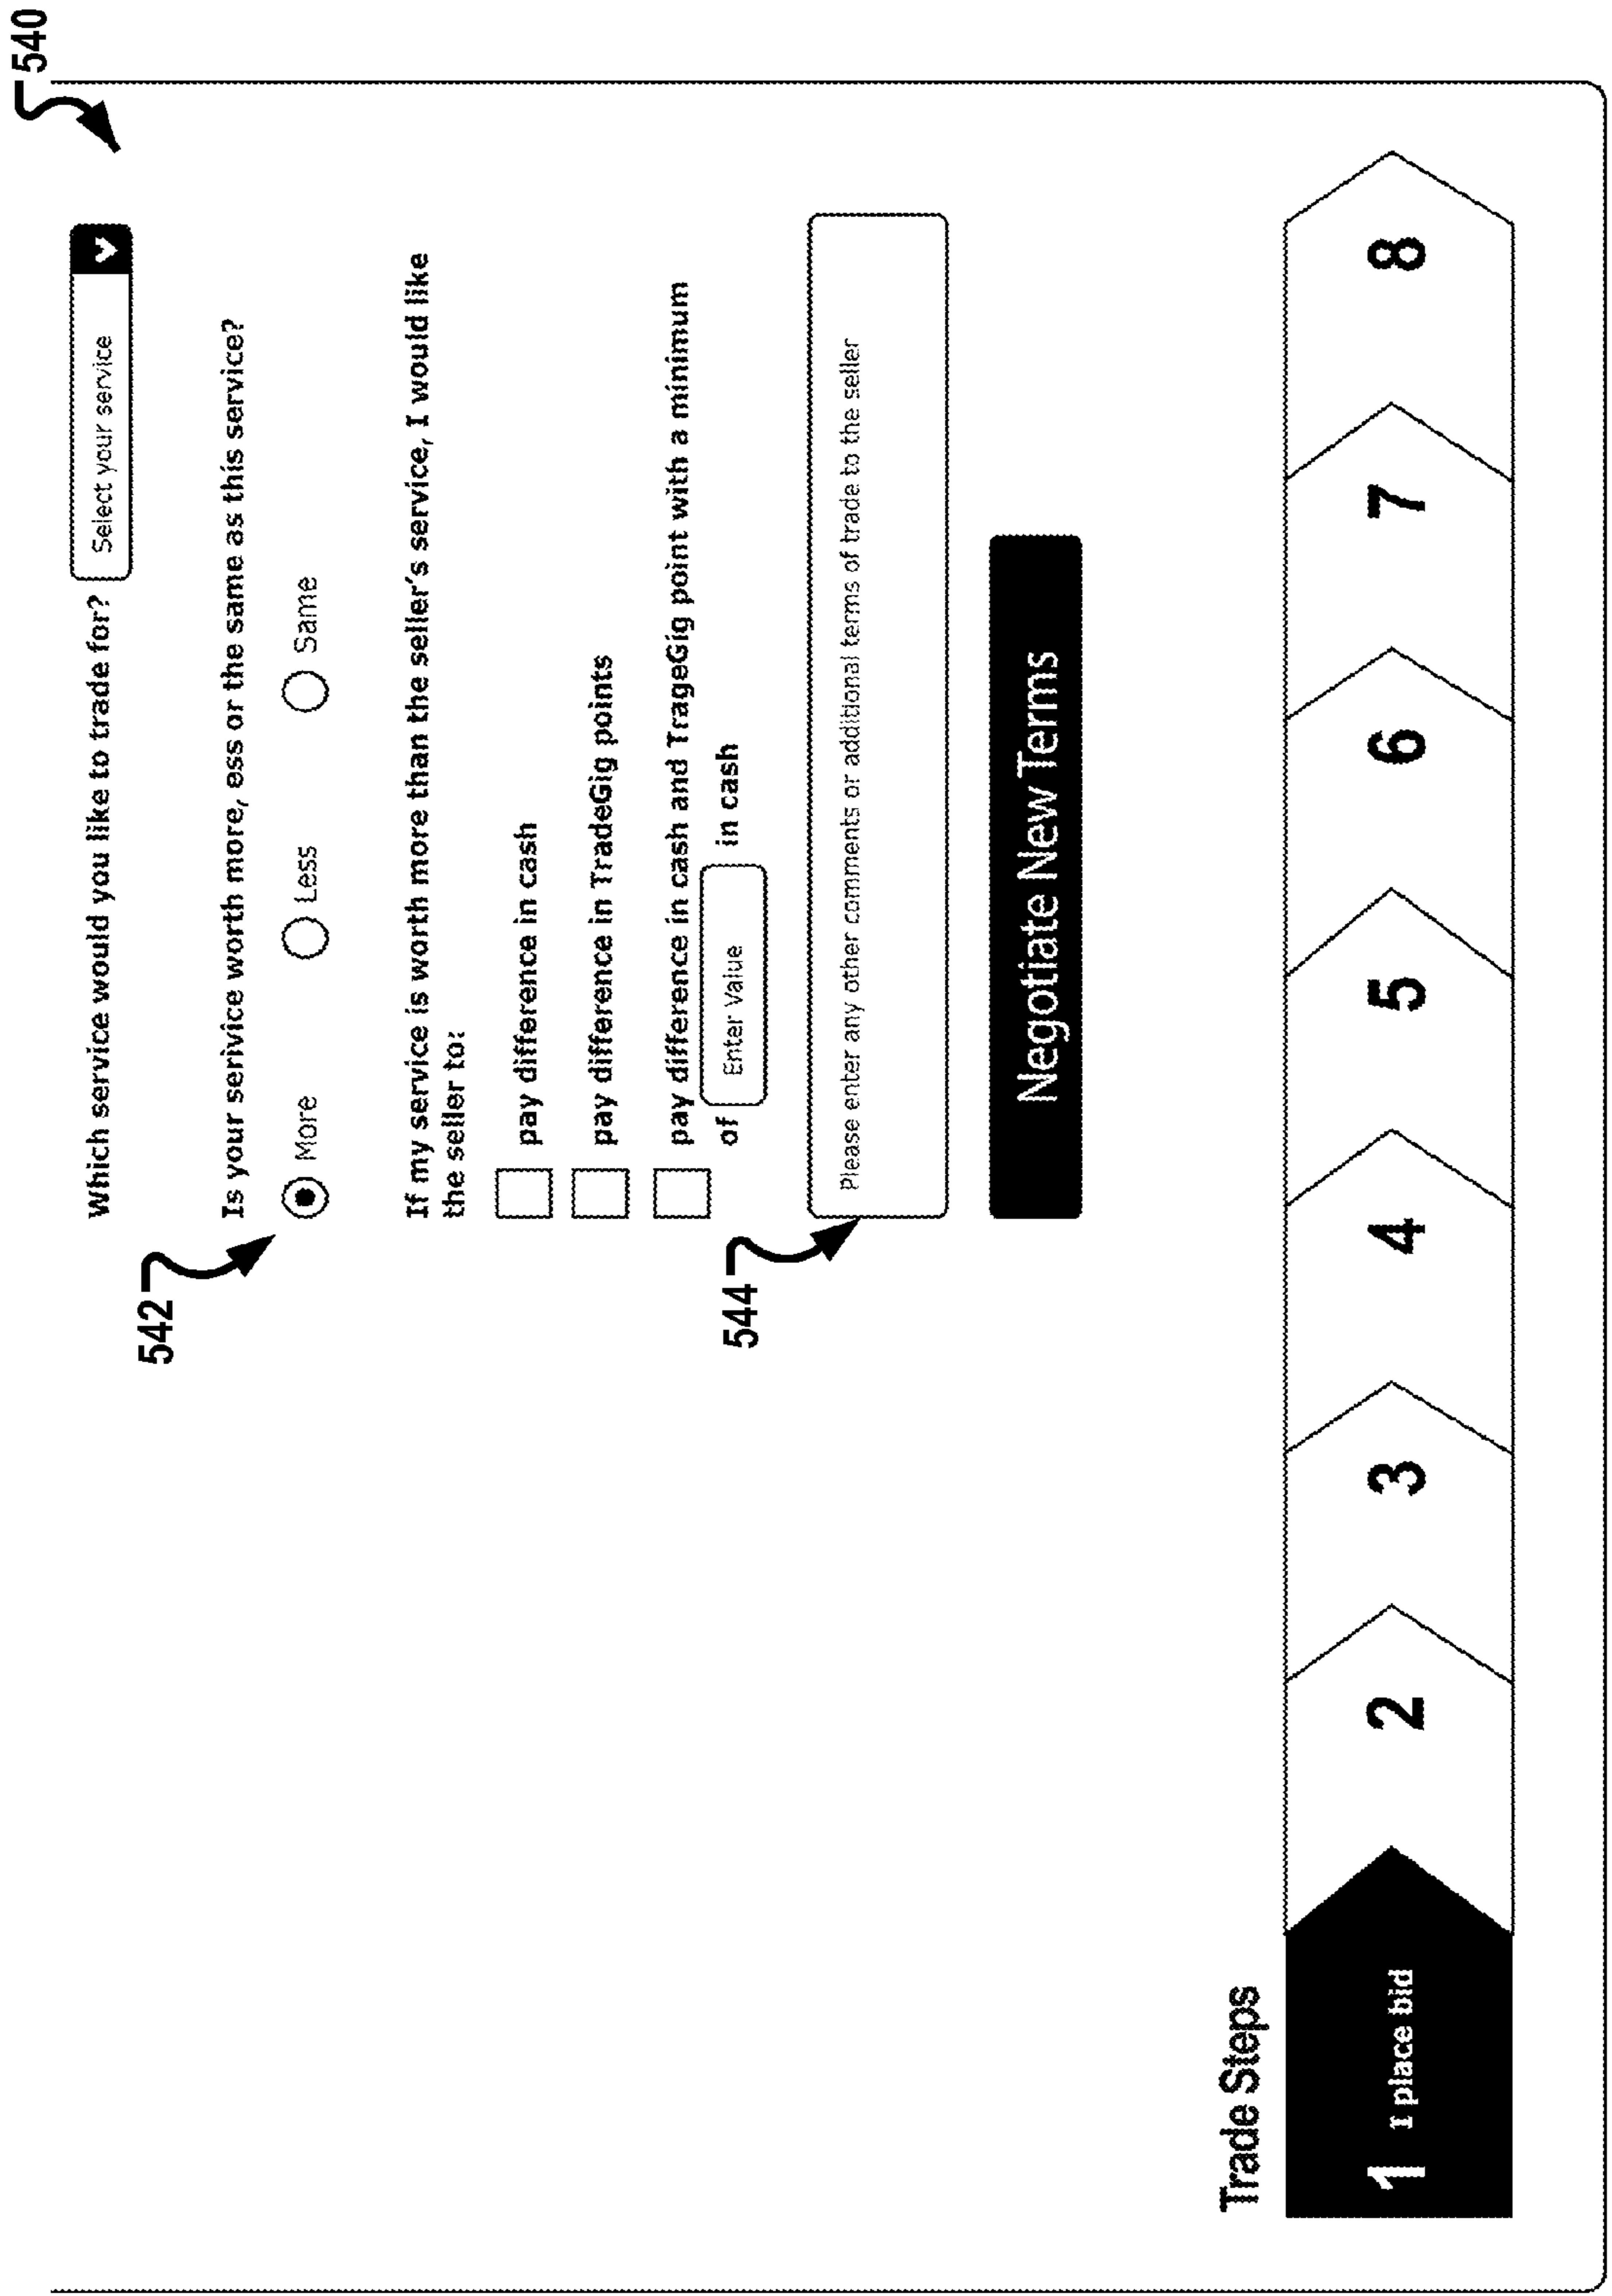 540
Which service would you like to trade for? Select your service
542
Is your serivice worth more, ess or the same as this service?
More Less Same
If my service is worth more than the seller's service, I would like
the seller to:
pay difference in cash
pay difference in TradeGig points
pay difference in cash and TrageGig point with a minimum
of Enter Value in cash
544
Please enter any other comments or additional terms of trade to the seller
Negotiate New Terms
Trade Steps
1 I place bid 2 3 4 5 6 7 8